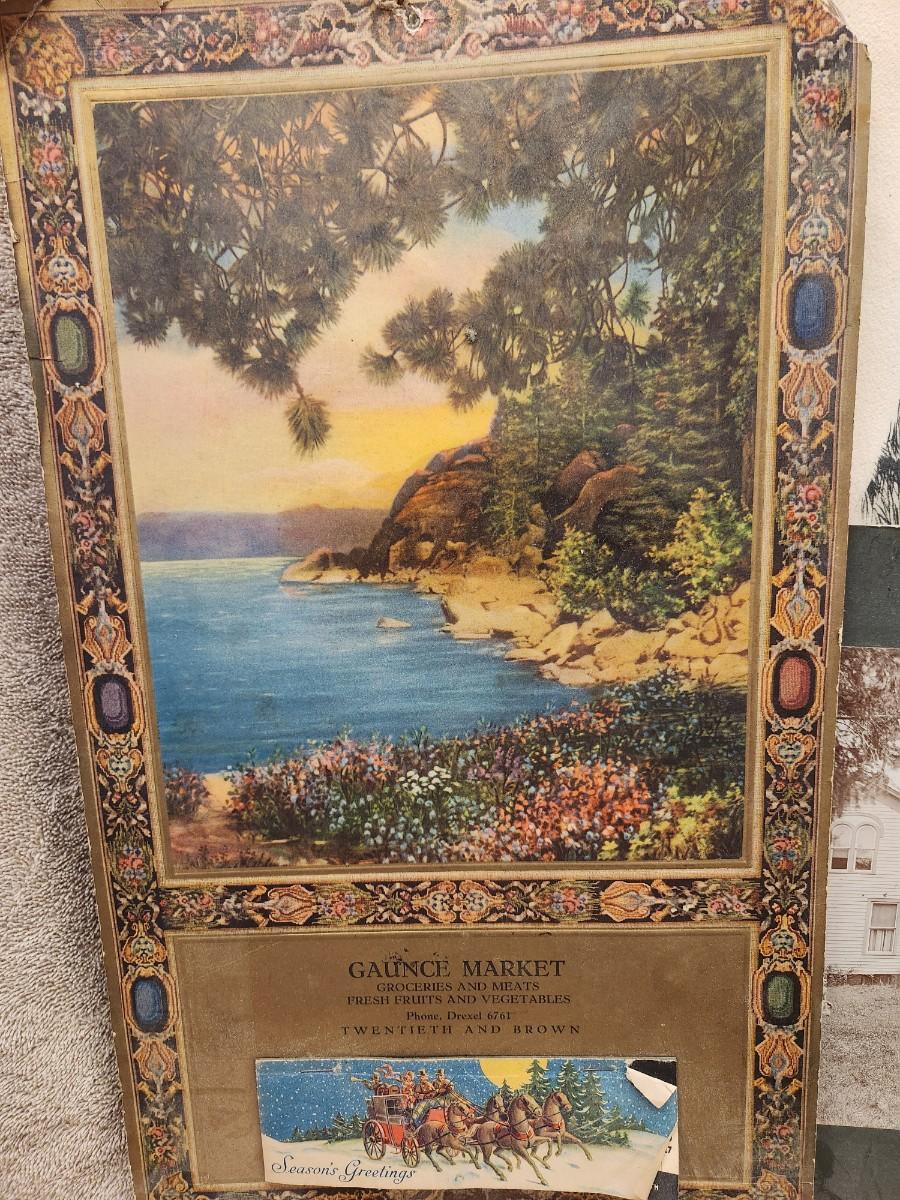 GAUNCE MARKET
GROCERIES AND MEATS
FRESH FRUITS AND VEGETABLES
Phone, Drexel 6761
TWENTIETH AND BROWN
Season's Greetings